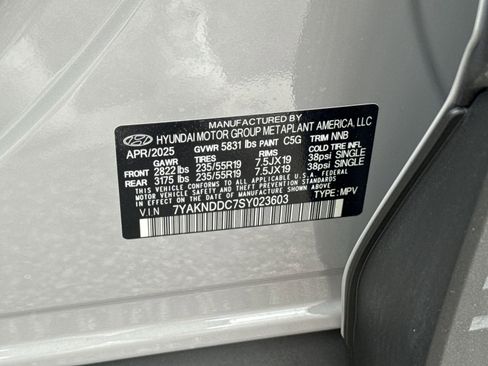 MANUFACTURED BY
HYUNDAI HYUNDAI MOTOR GROUP METAPLANT AMERICA, LLC
APR/2025 GVWR 5831 lbs PAINT C5G TRIM NNB
GAWR TIRES RIMS COLD TIRE INFL
FRONT 2822 lbs 235/55R19 7.5JX19 38psi SINGLE
REAR 3175 lbs 235/55R19 7.5JX19 38psi SINGLE
THIS VEHICLE CONFORMS TO ALL APPLICABLE FEDERAL
MOTOR VEHICLE SAFETY AND THEFT PREVENTION STANDARDS
IN EFFECT ON THE DATE OF MANUFACTURE SHOWN ABOVE.
V.I.N 7YAKNDDC7SY023603 TYPE: MPV